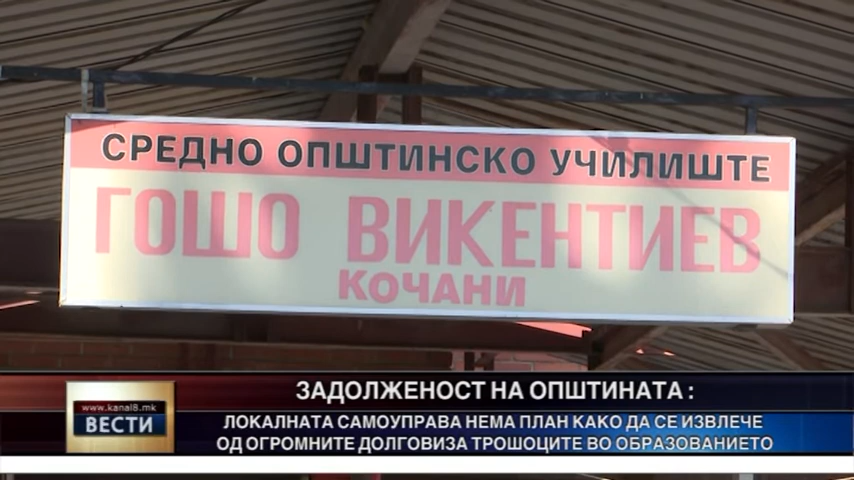 СРЕДНО ОПШТИНСКО УЧИЛИШТЕ
ГОШО ВИКЕНТИЕВ
КОЧАНИ
ЗАДОЛЖЕНОСТ НА ОПШТИНАТА :
www.kanal8.mk
ВЕСТИ
ЛОКАЛНАТА САМОУПРАВА НЕМА ПЛАН КАКО ДА СЕ ИЗВЛЕЧЕ
ОД ОГРОМНИТЕ ДОЛГОВИЗА ТРОШОЦИТЕ ВО ОБРАЗОВАНИЕТО